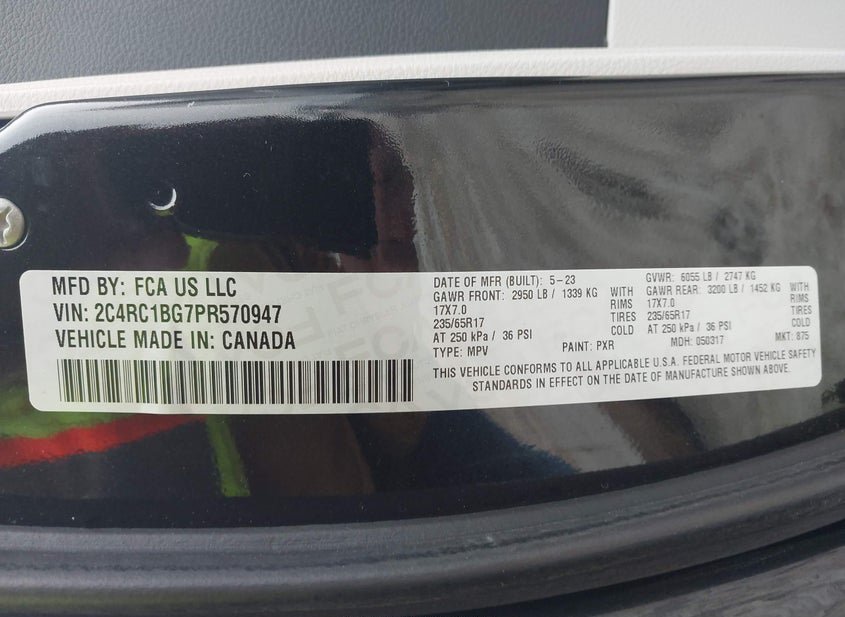 MFD BY: FCA US LLC
VIN: 2C4RC1BG7PR570947
VEHICLE MADE IN: CANADA
DATE OF MFR (BUILT): 5-23
GVWR: 6055 LB / 2747 KG
GAWR FRONT: 2950 LB / 1339 KG WITH
GAWR REAR: 3200 LB / 1452 KG WITH
17X7.0 RIMS
17X7.0 RIMS
235/65R17 TIRES
235/65R17 TIRES
AT 250 kPa / 36 PSI COLD
AT 250 kPa / 36 PSI COLD
TYPE: MPV PAINT: PXR MDH: 050317 MKT: 875
THIS VEHICLE CONFORMS TO ALL APPLICABLE U.S.A. FEDERAL MOTOR VEHICLE SAFETY
STANDARDS IN EFFECT ON THE DATE OF MANUFACTURE SHOWN ABOVE.